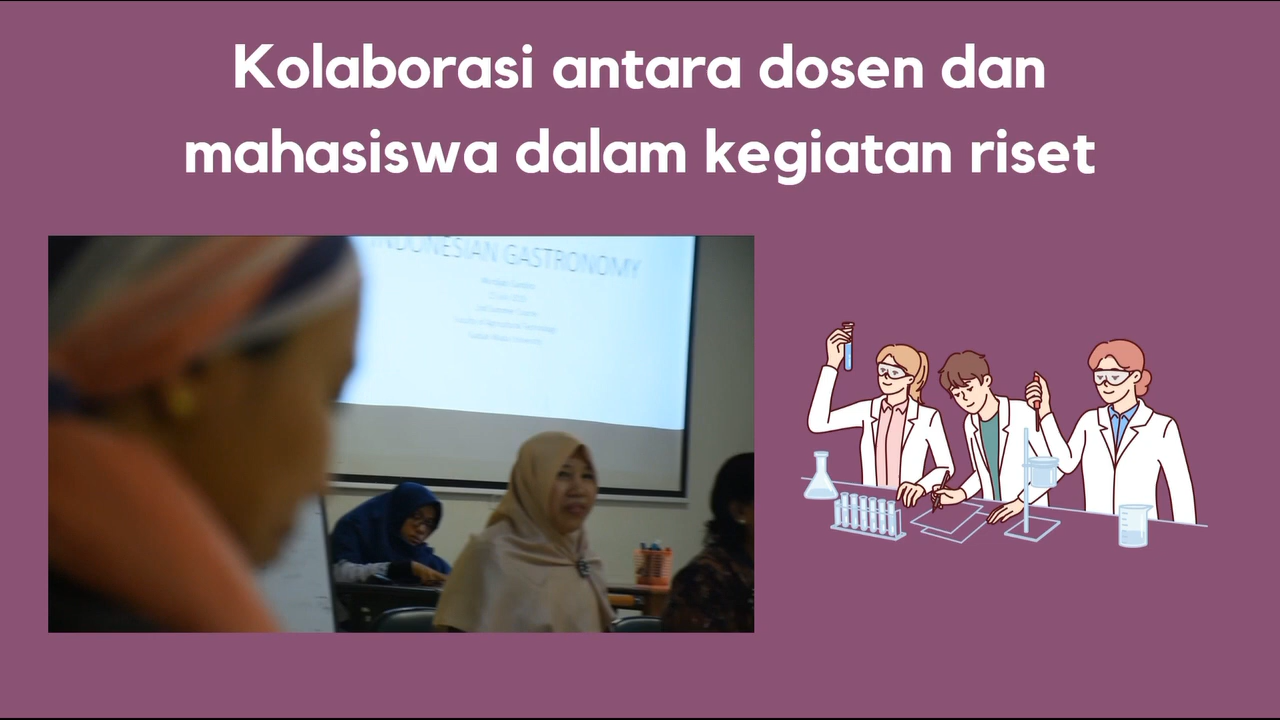 Kolaborasi antara dosen dan
mahasiswa dalam kegiatan riset
INDONESIAN GASTRONOMY